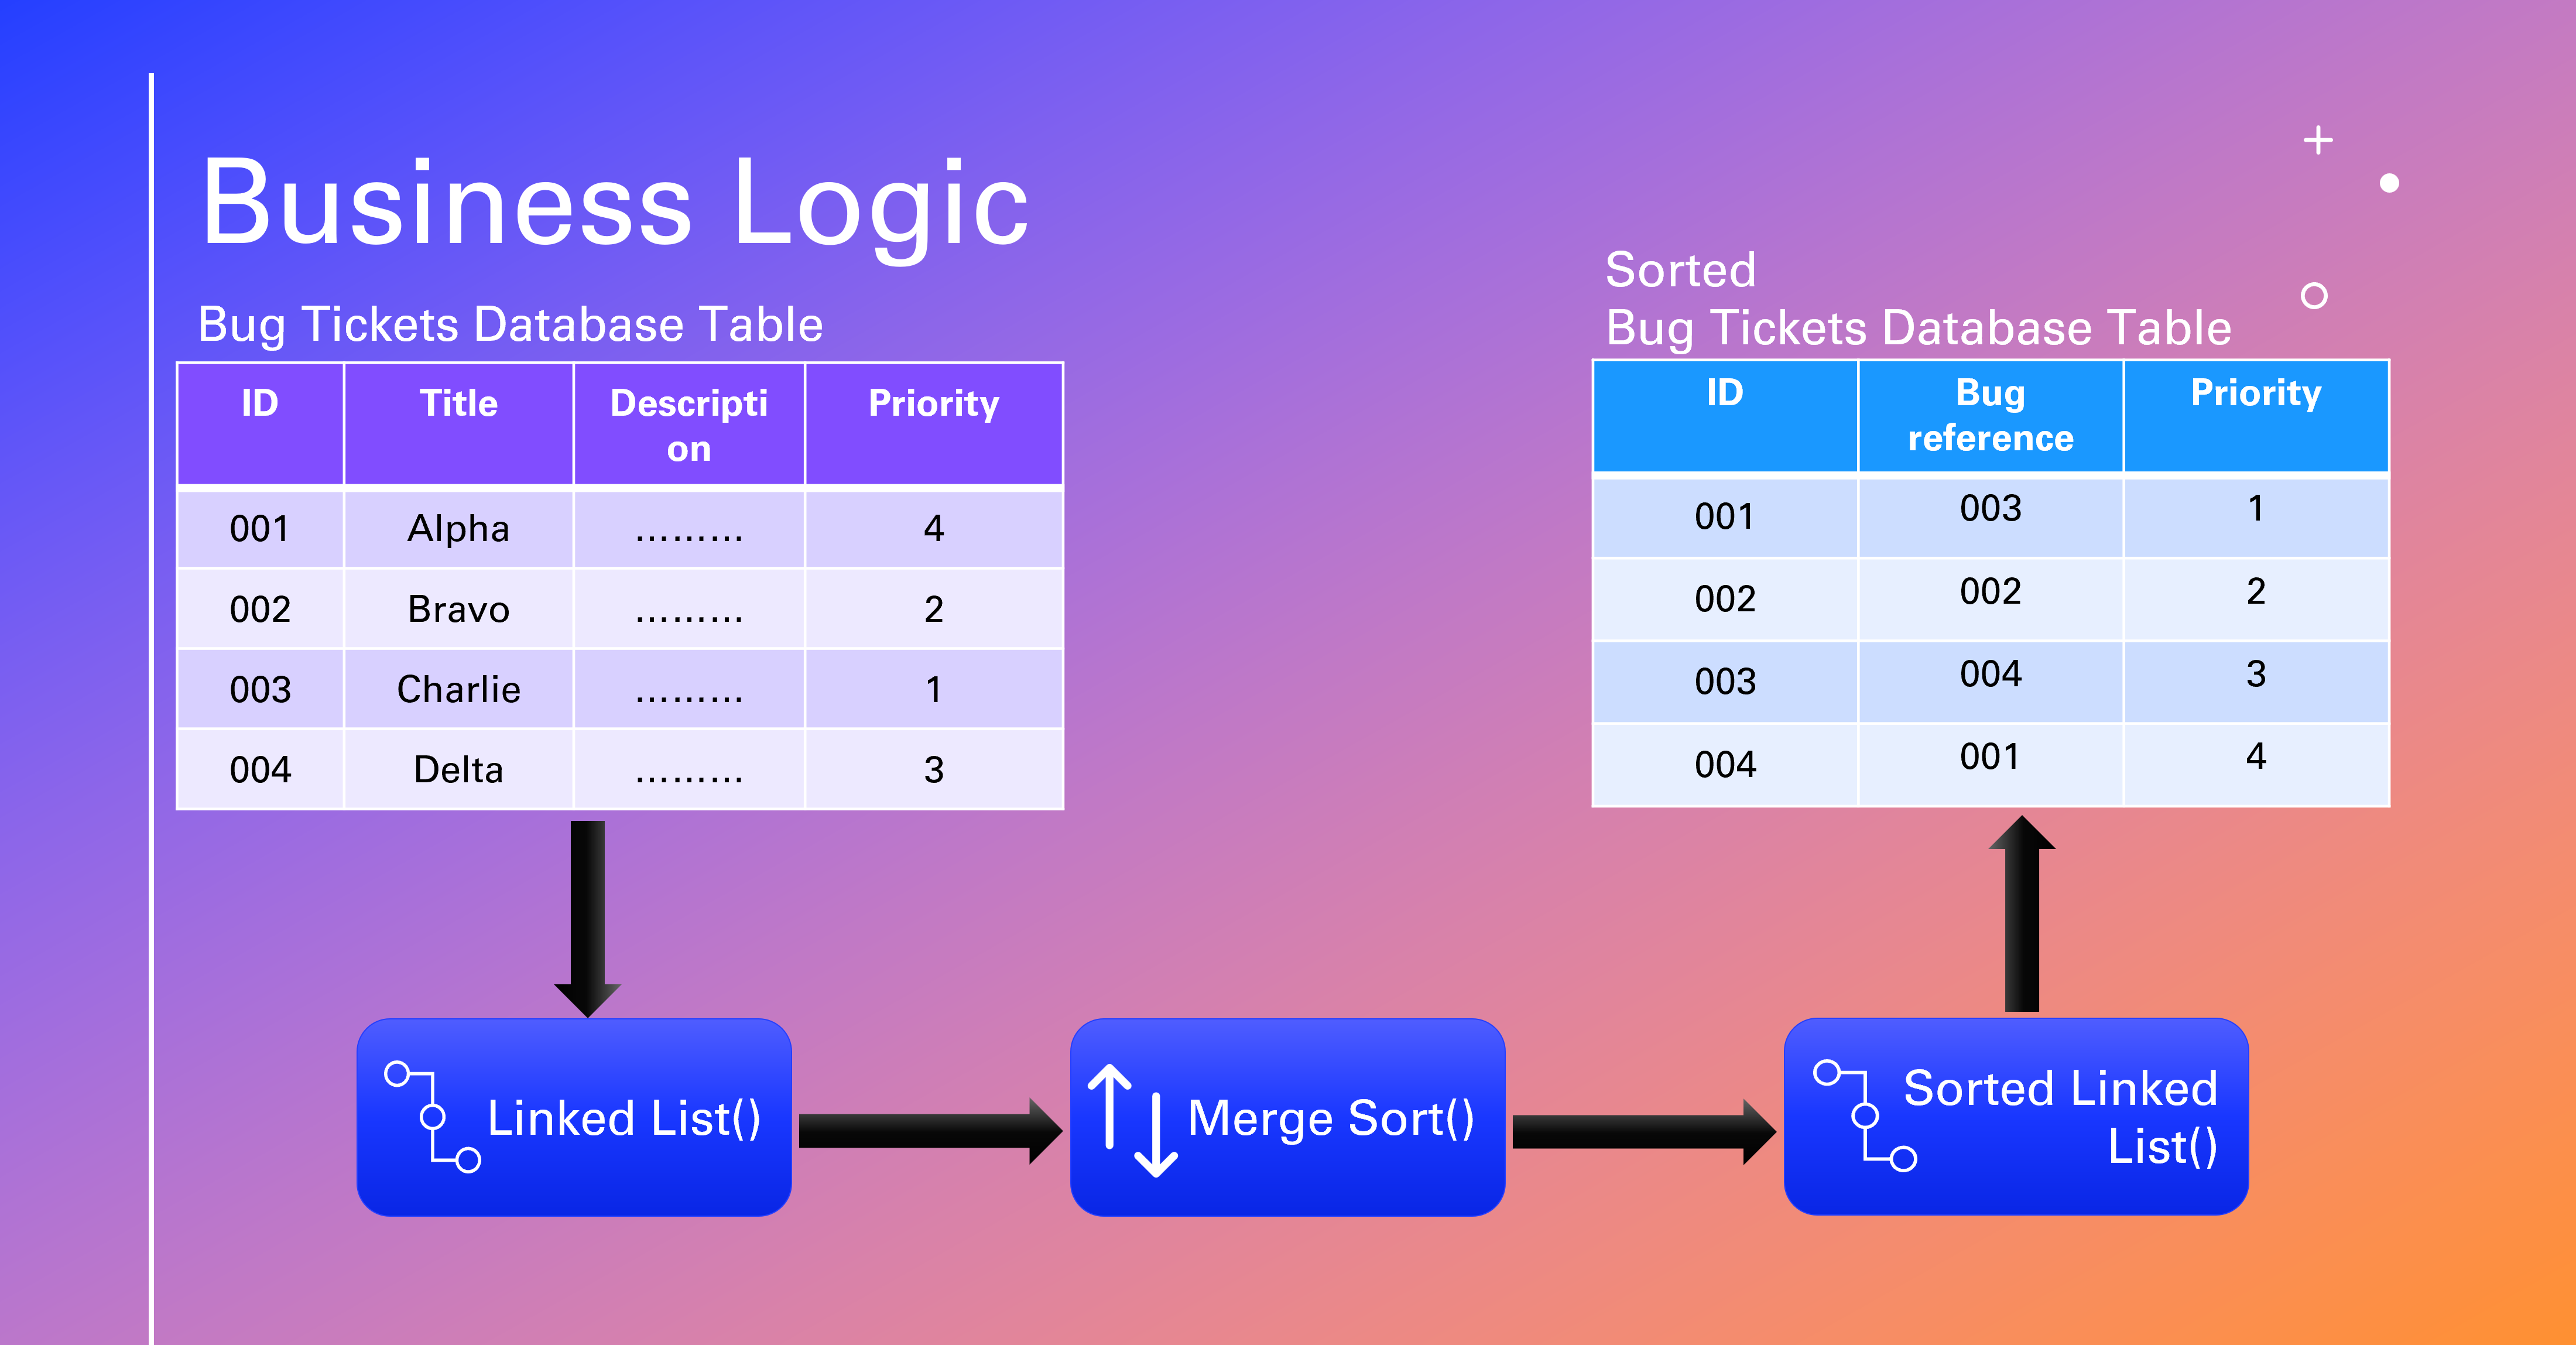 Business Logic
Bug Tickets Database Table
ID Title Descripti Priority
on
001 Alpha ......... 4
002 Bravo ......... 2
003 Charlie ......... 1
004 Delta ......... 3
Sorted
Bug Tickets Database Table
ID Bug Priority
reference
001 003 1
002 002 2
003 004 3
004 001 4
Linked List()
Merge Sort()
Sorted Linked
List()